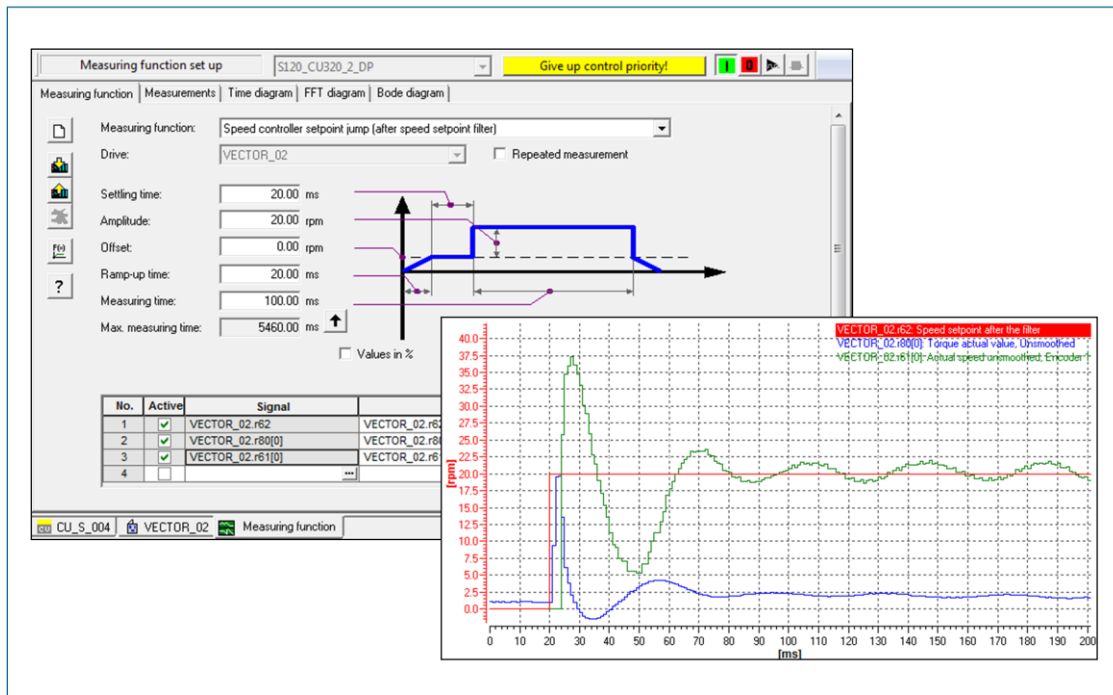 Measuring function set up S120_CU320_2_DP Give up control priority!
Measuring function Measurements Time diagram FFT diagram Bode diagram
Measuring function: Speed controller setpoint jump (after speed setpoint filter)
Drive: VECTOR_02 Repeated measurement
Settling time: 20.00 ms
Amplitude: 20.00 rpm
Offset: 0.00 rpm
Ramp-up time: 20.00 ms
Measuring time: 100.00 ms
Max. measuring time: 5460.00 ms
Values in %
?
No. Active Signal
1 VECTOR_02.r62 VECTOR_02.r62
2 VECTOR_02.r80[0] VECTOR_02.r80
3 VECTOR_02.r61[0] VECTOR_02.r61
4 ...
CU_S_004 VECTOR_02 Measuring function
VECTOR_02.r62: Speed setpoint after the filter
VECTOR_02.r80[0]: Torque actual value, Unsmoothed
VECTOR_02.r61[0]: Actual speed unsmoothed, Encoder 1
40.0
37.5
35.0
32.5
30.0
27.5
25.0
22.5
20.0
[rpm]
17.5
15.0
12.5
10.0
7.5
5.0
2.5
0.0
0 10 20 30 40 50 60 70 80 90 100 110 120 130 140 150 160 170 180 190 200
[ms]